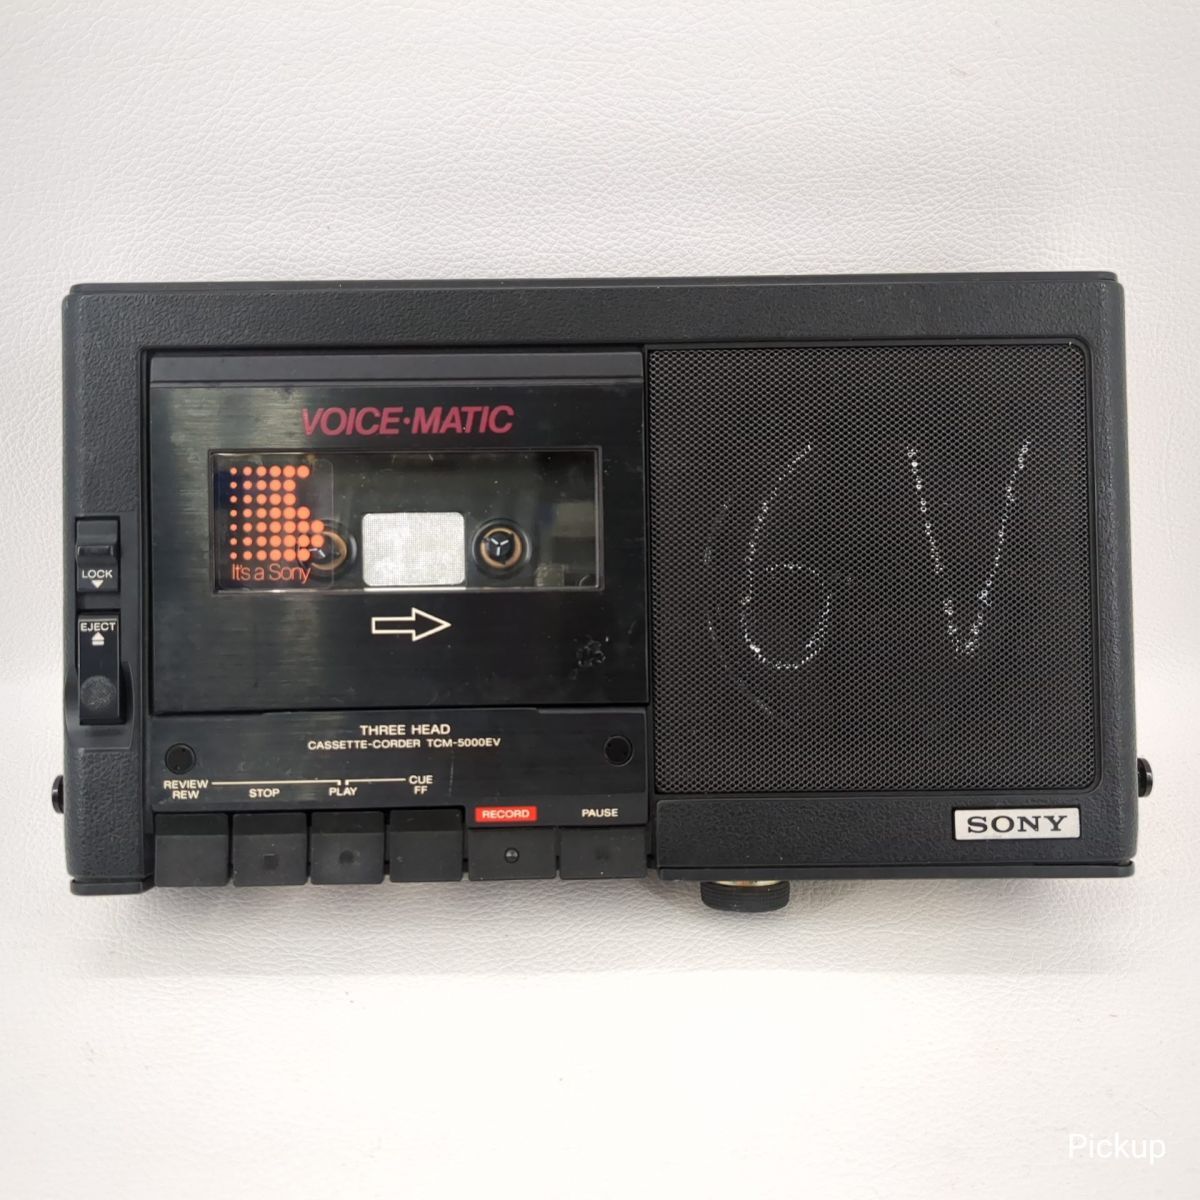 VOICE·MATIC
It's a Sony
LOCK
EJECT
THREE HEAD
CASSETTE-CORDER TCM-5000EV
REVIEW
REW
STOP
PLAY
CUE
FF
RECORD
PAUSE
6V
SONY
Pickup